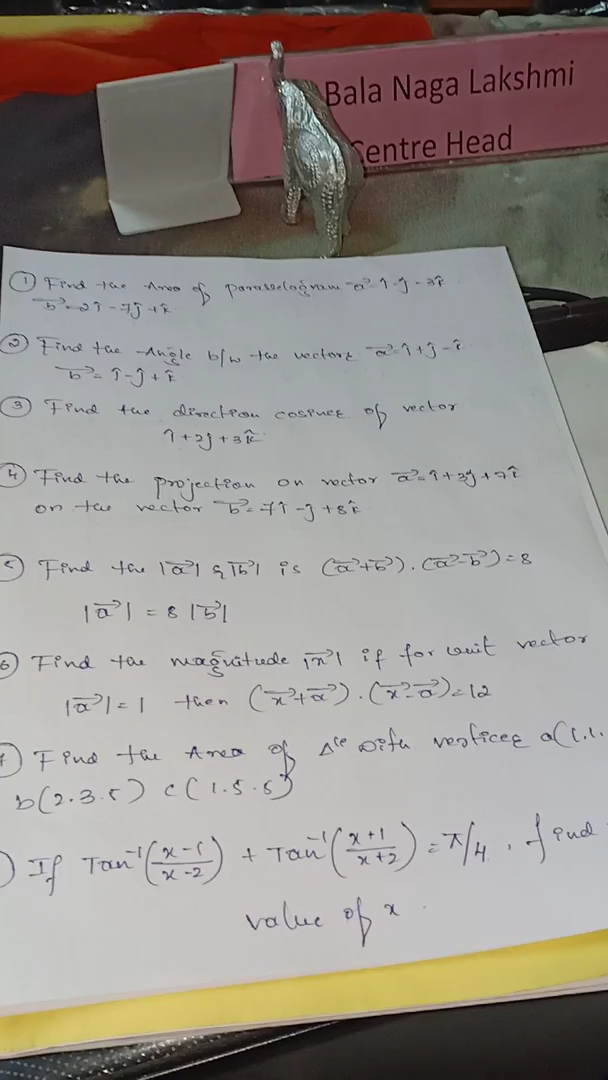 Bala Naga Lakshmi
Centre Head
① Find the Area of parallelogram a⃗ = î - ĵ - 3k̂
b⃗ = 2î - 7ĵ + k̂
② Find the Angle b/w the vectors a⃗ = î + ĵ - k̂
b⃗ = î - ĵ + k̂
③ Find the direction cosines of vector
î + 2ĵ + 3k̂
④ Find the projection on vector a⃗ = î + 3ĵ + 7k̂
on the vector b⃗ = 7î - ĵ + 8k̂
⑤ Find the |a⃗| & |b⃗| is (a⃗ + b⃗) . (a⃗ - b⃗) = 8
|a⃗| = 8 |b⃗|
⑥ Find the magnitude |x⃗| if for unit vector
|a⃗| = 1 then (x⃗ + a⃗) . (x⃗ - a⃗) = 12
Find the Area of Δle with vertices a(1.1.
b(2.3.5) c(1.5.5)
If Tan⁻¹((x-1)/(x-2)) + Tan⁻¹((x+1)/(x+2)) = π/4 , find
value of x .